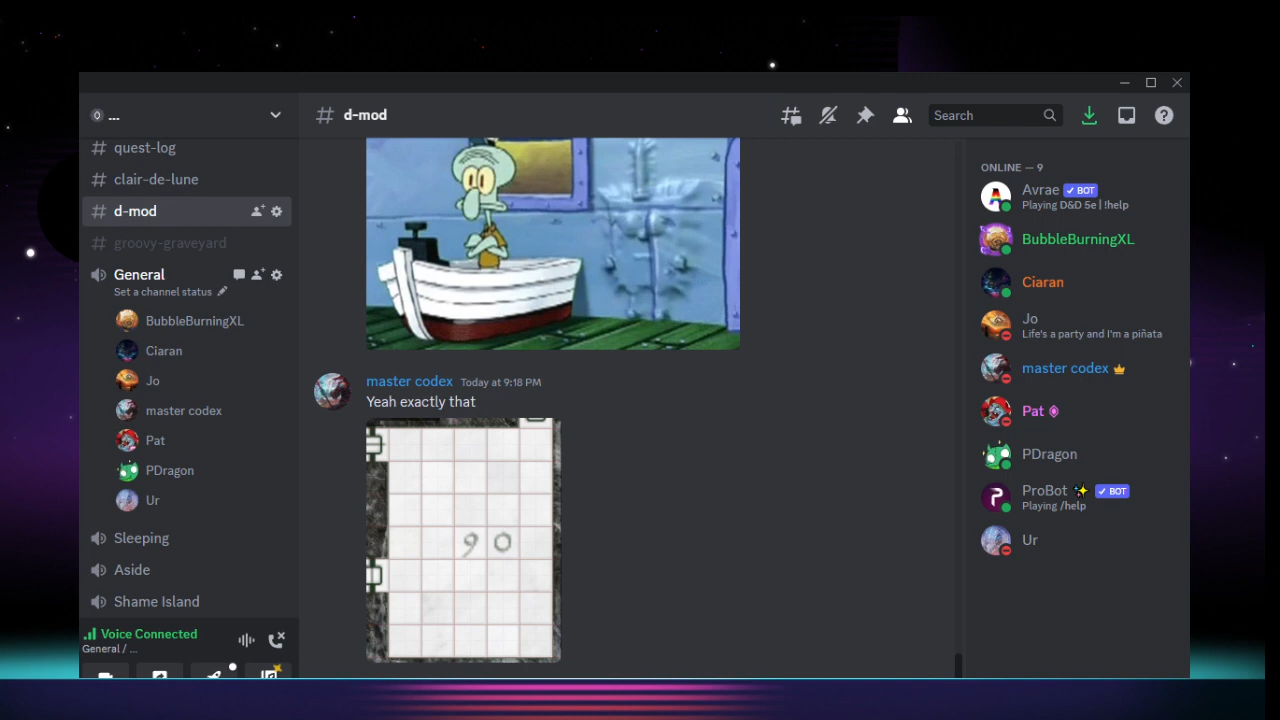 ...
d-mod
Search
quest-log
clair-de-lune
d-mod
groovy-graveyard
General
Set a channel status
BubbleBurningXL
Ciaran
Jo
master codex
Pat
PDragon
Ur
Sleeping
Aside
Shame Island
Voice Connected
General / ...
master codex Today at 9:18 PM
Yeah exactly that
90
ONLINE — 9
Avrae BOT
Playing D&D 5e | !help
BubbleBurningXL
Ciaran
Jo
Life's a party and I'm a piñata
master codex
Pat
PDragon
ProBot ✨ BOT
Playing /help
Ur